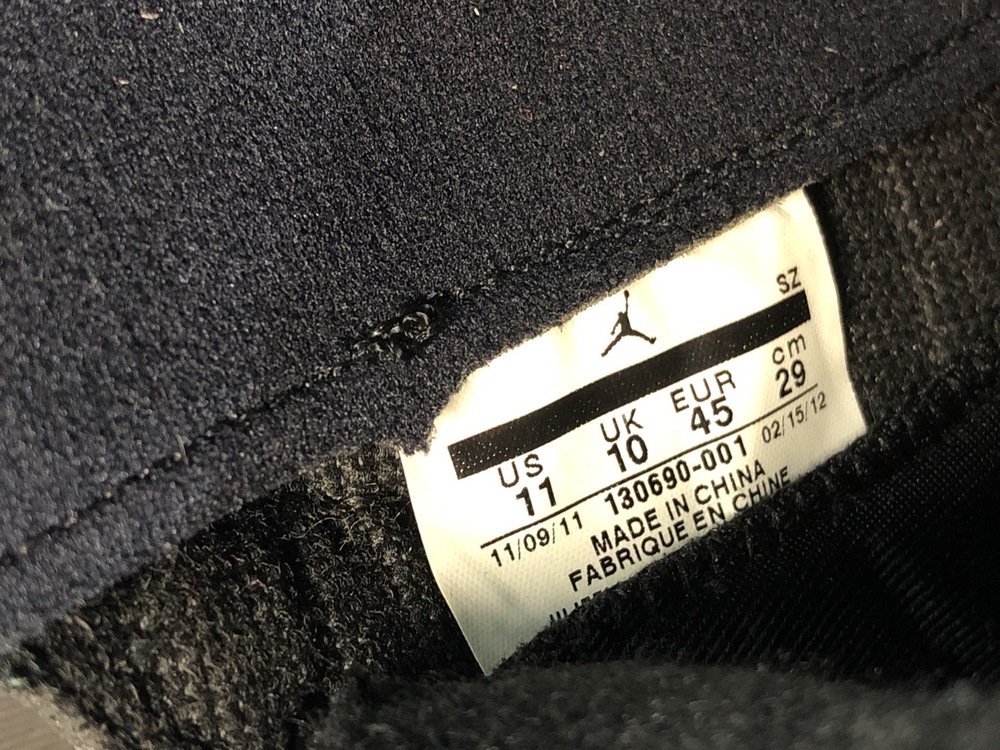 SZ
US UK EUR cm
11 10 45 29
11/09/11 130690-001 02/15/12
MADE IN CHINA
FABRIQUE EN CHINE